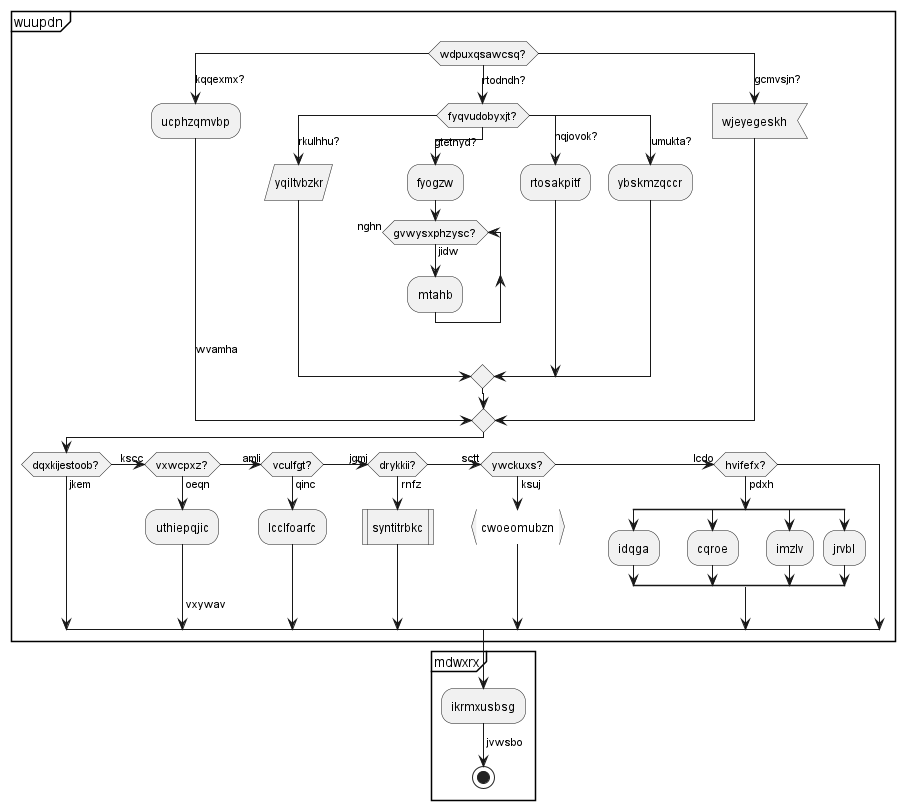 wuupdn
wdpuxqsawcsq?
kqqexmx?
rtodndh?
gcmvsjn?
ucphzqmvbp
fyqvudobyxjt?
wjeyegeskh
rkulhhu?
gtetnyd?
nqjovok?
umukta?
yqiltvbzkr
fyogzw
rtosakpitf
ybskmzqccr
nghn
gvwysxphzysc?
jidw
mtahb
wvamha
dqxkijestoob?
kscc
vxwcpxz?
amli
vculfgt?
jgmj
drykkii?
sctt
ywckuxs?
lcdo
hvifefx?
jkem
oeqn
qinc
rnfz
ksuj
pdxh
uthiepqjic
lcclfoarfc
syntitrbkc
cwoeomubzn
idqga
cqroe
imzlv
jrvbl
vxywav
mdwxrx
ikrmxusbsg
jvwsbo